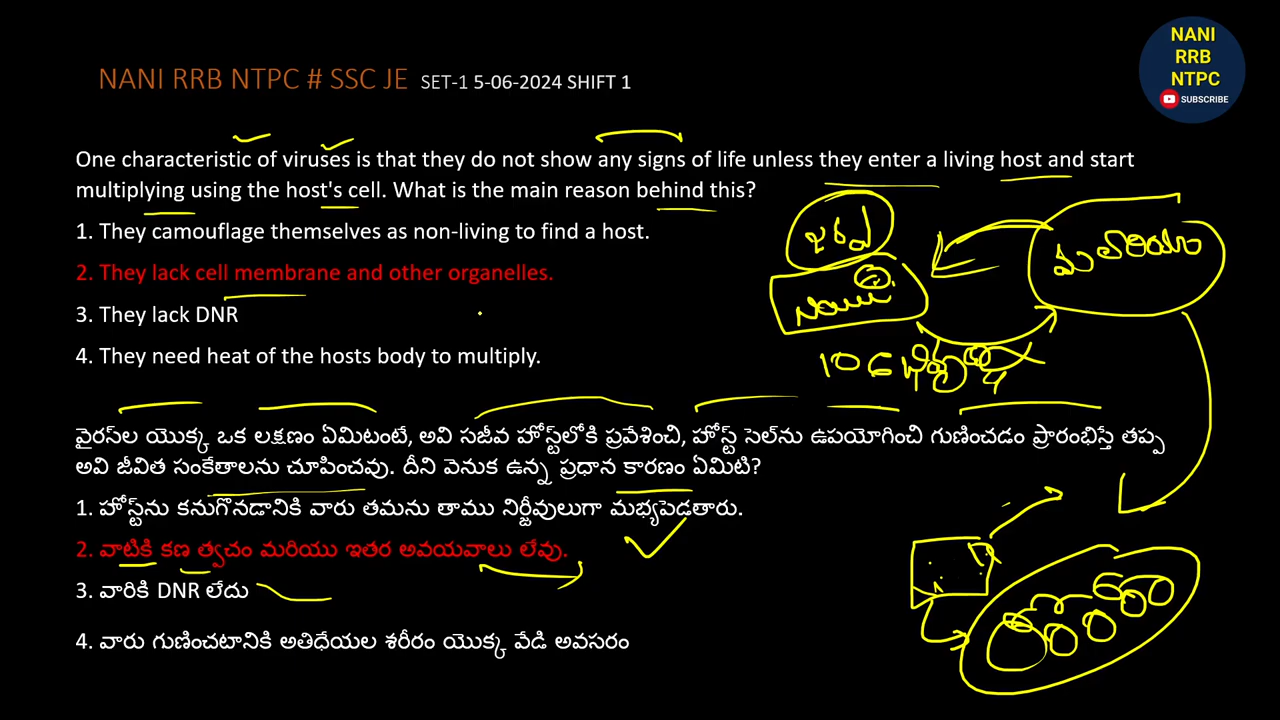 NANI
RRB
NTPC
SUBSCRIBE
NANI RRB NTPC # SSC JE SET-1 5-06-2024 SHIFT 1
One characteristic of viruses is that they do not show any signs of life unless they enter a living host and start
multiplying using the host's cell. What is the main reason behind this?
1. They camouflage themselves as non-living to find a host.
2. They lack cell membrane and other organelles.
3. They lack DNR
4. They need heat of the hosts body to multiply.
మలేరియా
106
వైరస్‌ల యొక్క ఒక లక్షణం ఏమిటంటే, అవి సజీవ హోస్ట్‌లోకి ప్రవేశించి, హోస్ట్ సెల్‌ను ఉపయోగించి గుణించడం ప్రారంభిస్తే తప్ప
అవి జీవిత సంకేతాలను చూపించవు. దీని వెనుక ఉన్న ప్రధాన కారణం ఏమిటి?
1. హోస్ట్‌ను కనుగొనడానికి వారు తమను తాము నిర్జీవులుగా మభ్యపెడతారు.
2. వాటికి కణ త్వచం మరియు ఇతర అవయవాలు లేవు.
3. వారికి DNR లేదు
4. వారు గుణించటానికి అతిధేయల శరీరం యొక్క వేడి అవసరం